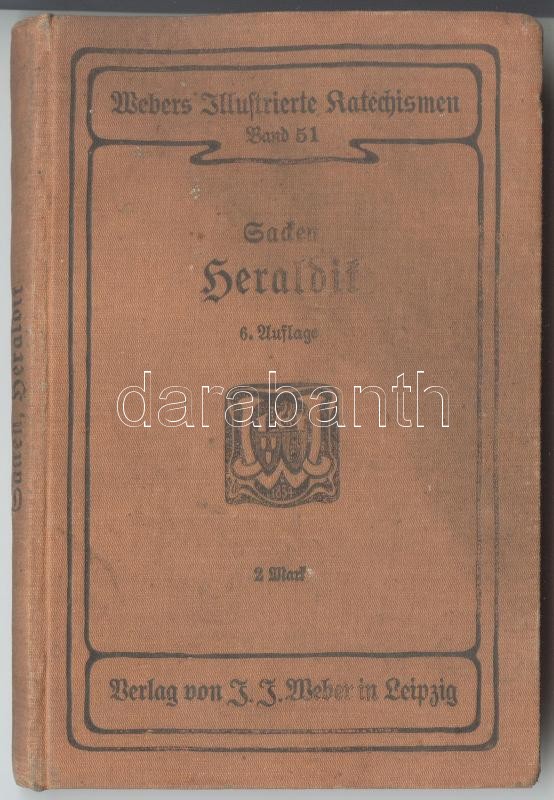 Webers Illustrierte Katechismen
Band 51
Sacken
Heraldik
6. Auflage
darabanth
1834
2 Mark
Verlag von J. J. Weber in Leipzig
Sacken, Heraldik